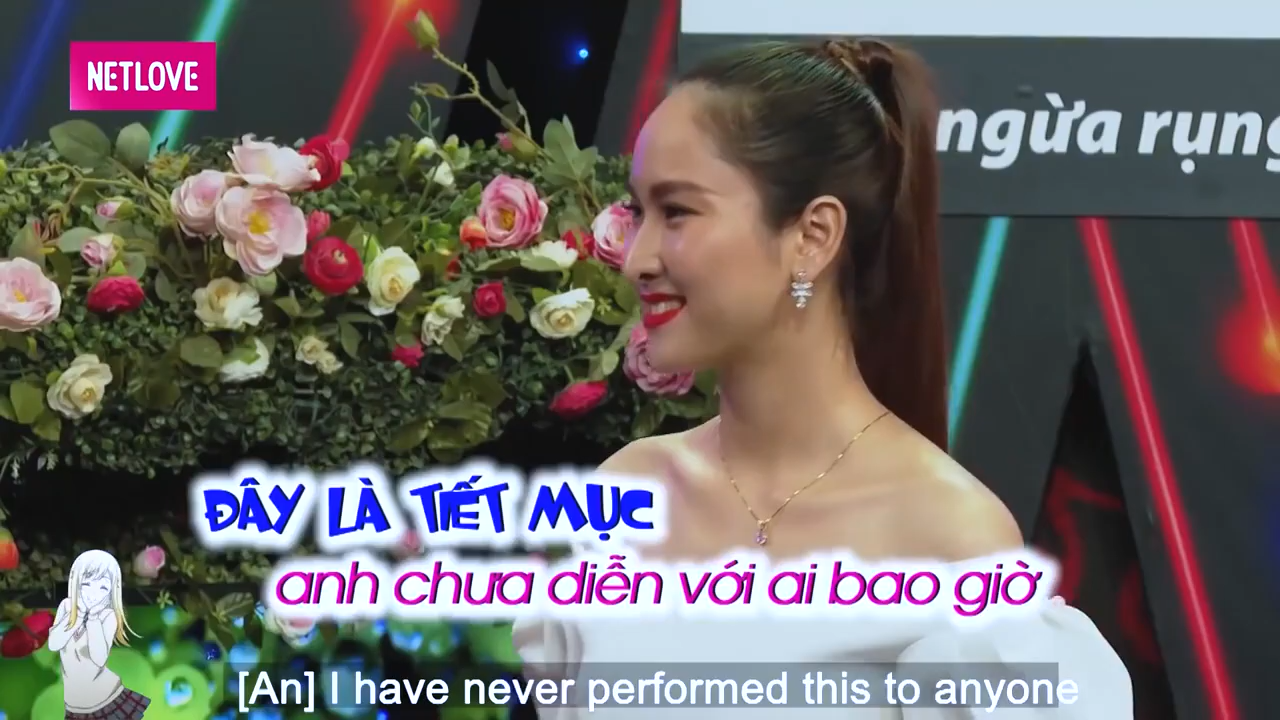 NETLOVE
ngừa rụng
ĐÂY LÀ TIẾT MỤC
anh chưa diễn với ai bao giờ
[An] I have never performed this to anyone